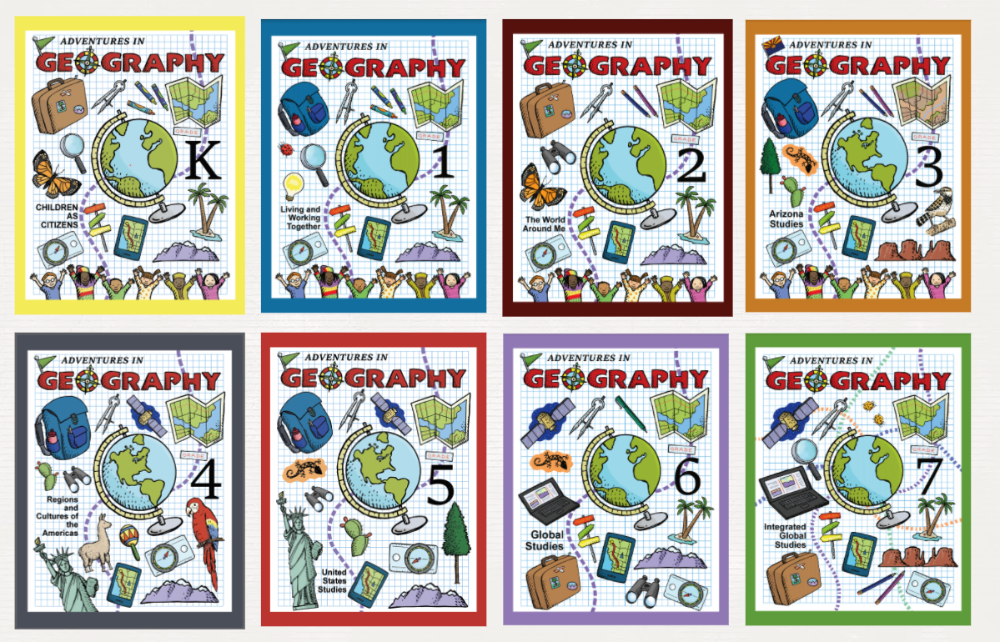 ADVENTURES IN
GEOGRAPHY
GRADE
K
CHILDREN
AS
CITIZENS
ADVENTURES IN
GEOGRAPHY
GRADE
1
Living and
Working
Together
ADVENTURES IN
GEOGRAPHY
GRADE
2
The World
Around Me
ADVENTURES IN
GEOGRAPHY
GRADE
3
Arizona
Studies
ADVENTURES IN
GEOGRAPHY
GRADE
4
Regions
and
Cultures of
the
Americas
ADVENTURES IN
GEOGRAPHY
GRADE
5
United
States
Studies
ADVENTURES IN
GEOGRAPHY
GRADE
6
Global
Studies
ADVENTURES IN
GEOGRAPHY
GRADE
7
Integrated
Global
Studies